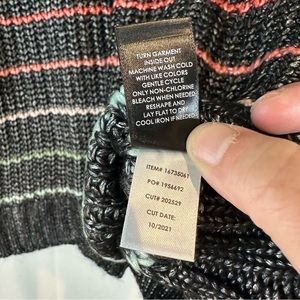 TURN GARMENT
INSIDE OUT
MACHINE WASH COLD
WITH LIKE COLORS
GENTLE CYCLE
ONLY NON-CHLORINE
BLEACH WHEN NEEDED
RESHAPE AND
LAY FLAT TO DRY
COOL IRON IF NEEDED
ITEM# 16735061
PO# 1956692
CUT# 202529
CUT DATE:
10/2021